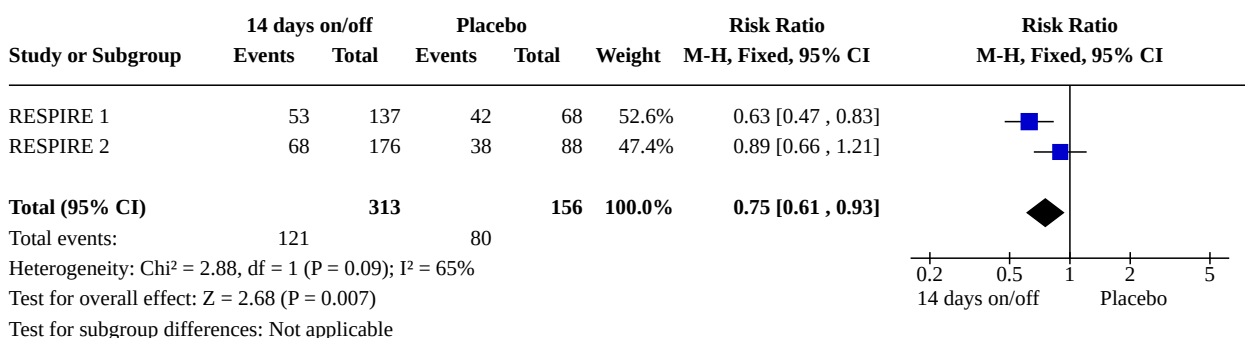 14 days on/off Placebo Risk Ratio Risk Ratio
Study or Subgroup Events Total Events Total Weight M-H, Fixed, 95% CI M-H, Fixed, 95% CI
RESPIRE 1 53 137 42 68 52.6% 0.63 [0.47 , 0.83]
RESPIRE 2 68 176 38 88 47.4% 0.89 [0.66 , 1.21]
Total (95% CI) 313 156 100.0% 0.75 [0.61 , 0.93]
Total events: 121 80
Heterogeneity: Chi² = 2.88, df = 1 (P = 0.09); I² = 65%
0.2 0.5 1 2 5
Test for overall effect: Z = 2.68 (P = 0.007)
14 days on/off Placebo
Test for subgroup differences: Not applicable